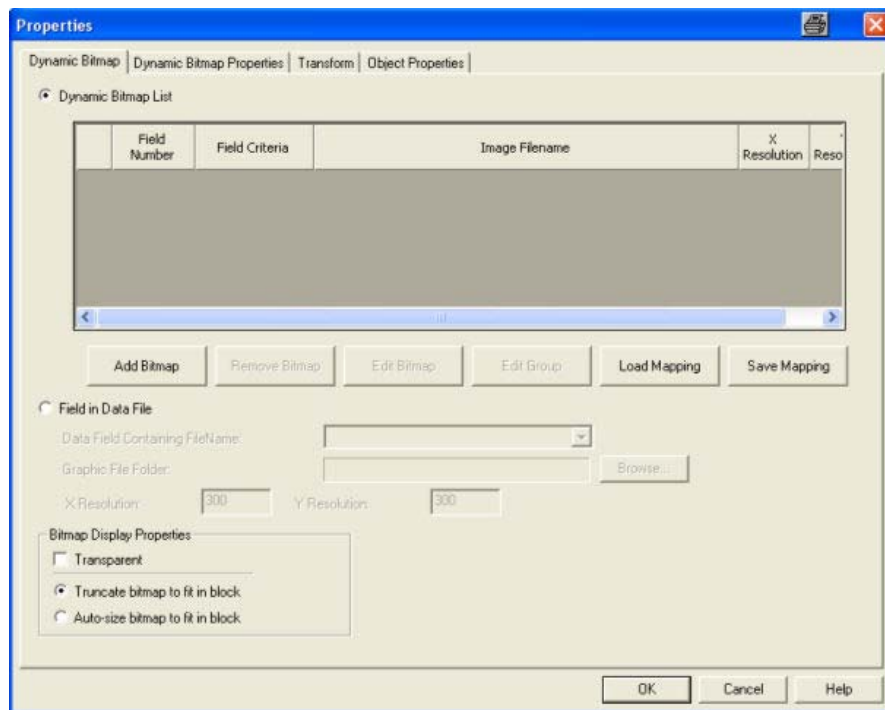 Properties
Dynamic Bitmap Dynamic Bitmap Properties Transform Object Properties
Dynamic Bitmap List
Field Number Field Criteria Image Filename X Resolution Reso
Add Bitmap Remove Bitmap Edit Bitmap Edit Group Load Mapping Save Mapping
Field in Data File
Data Field Containing FileName:
Graphic File Folder: Browse...
X Resolution: 300 Y Resolution: 300
Bitmap Display Properties
Transparent
Truncate bitmap to fit in block
Auto-size bitmap to fit in block
OK Cancel Help